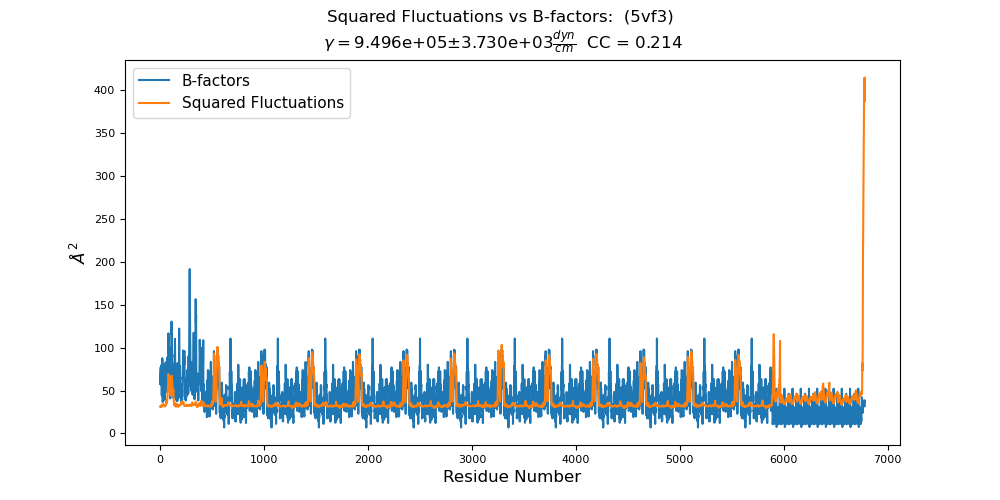 Squared Fluctuations vs B-factors:  (5vf3)
γ = 9.496e+05±3.730e+03 dyn/cm  CC = 0.214
B-factors
Squared Fluctuations
400
350
300
250
200
150
100
50
0
Å²
0 1000 2000 3000 4000 5000 6000 7000
Residue Number